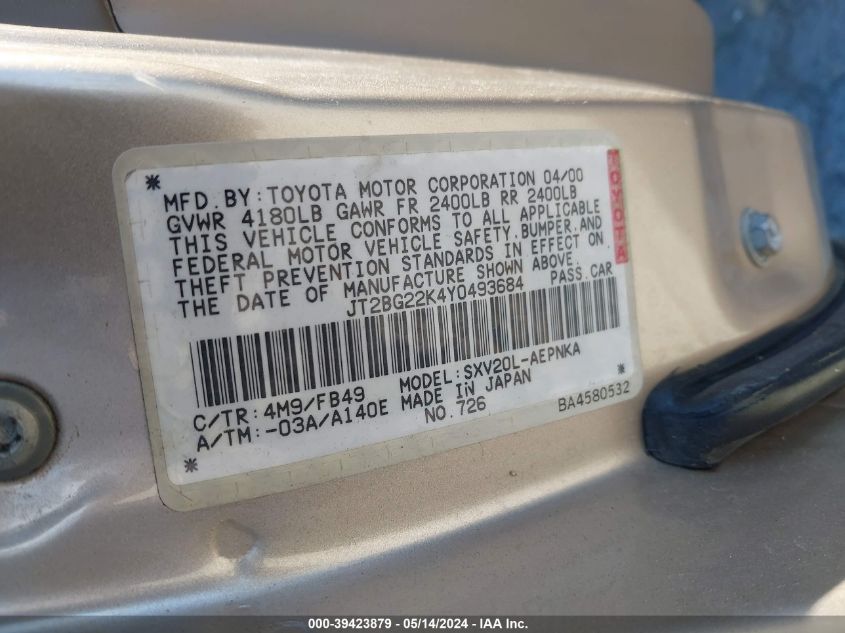 * MFD. BY: TOYOTA MOTOR CORPORATION 04/00
GVWR 4180LB GAWR FR 2400LB RR 2400LB
THIS VEHICLE CONFORMS TO ALL APPLICABLE
FEDERAL MOTOR VEHICLE SAFETY,BUMPER,AND
THEFT PREVENTION STANDARDS IN EFFECT ON
THE DATE OF MANUFACTURE SHOWN ABOVE.
JT2BG22K4Y0493684 PASS.CAR
TOYOTA
C/TR: 4M9/FB49 MODEL: SXV20L-AEPNKA *
A/TM: -03A/A140E MADE IN JAPAN
* NO.726 BA4580532
000-39423879 / 05/14/2024 - IAA Inc.